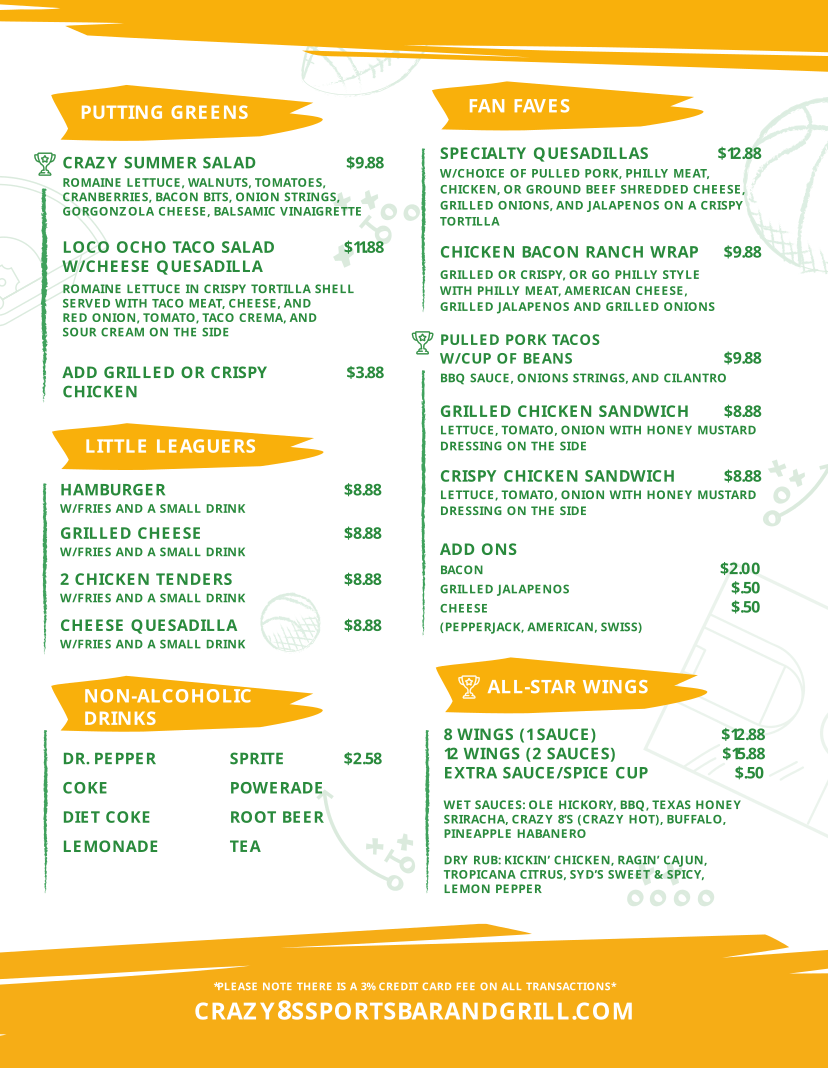 PUTTING GREENS
CRAZY SUMMER SALAD $9.88
ROMAINE LETTUCE, WALNUTS, TOMATOES,
CRANBERRIES, BACON BITS, ONION STRINGS,
GORGONZOLA CHEESE, BALSAMIC VINAIGRETTE
LOCO OCHO TACO SALAD $11.88
W/CHEESE QUESADILLA
ROMAINE LETTUCE IN CRISPY TORTILLA SHELL
SERVED WITH TACO MEAT, CHEESE, AND
RED ONION, TOMATO, TACO CREMA, AND
SOUR CREAM ON THE SIDE
ADD GRILLED OR CRISPY $3.88
CHICKEN
LITTLE LEAGUERS
HAMBURGER $8.88
W/FRIES AND A SMALL DRINK
GRILLED CHEESE $8.88
W/FRIES AND A SMALL DRINK
2 CHICKEN TENDERS $8.88
W/FRIES AND A SMALL DRINK
CHEESE QUESADILLA $8.88
W/FRIES AND A SMALL DRINK
NON-ALCOHOLIC
DRINKS
DR. PEPPER SPRITE $2.58
COKE POWERADE
DIET COKE ROOT BEER
LEMONADE TEA
FAN FAVES
SPECIALTY QUESADILLAS $12.88
W/CHOICE OF PULLED PORK, PHILLY MEAT,
CHICKEN, OR GROUND BEEF SHREDDED CHEESE,
GRILLED ONIONS, AND JALAPENOS ON A CRISPY
TORTILLA
CHICKEN BACON RANCH WRAP $9.88
GRILLED OR CRISPY, OR GO PHILLY STYLE
WITH PHILLY MEAT, AMERICAN CHEESE,
GRILLED JALAPENOS AND GRILLED ONIONS
PULLED PORK TACOS
W/CUP OF BEANS $9.88
BBQ SAUCE, ONIONS STRINGS, AND CILANTRO
GRILLED CHICKEN SANDWICH $8.88
LETTUCE, TOMATO, ONION WITH HONEY MUSTARD
DRESSING ON THE SIDE
CRISPY CHICKEN SANDWICH $8.88
LETTUCE, TOMATO, ONION WITH HONEY MUSTARD
DRESSING ON THE SIDE
ADD ONS
BACON $2.00
GRILLED JALAPENOS $.50
CHEESE $.50
(PEPPERJACK, AMERICAN, SWISS)
ALL-STAR WINGS
8 WINGS (1 SAUCE) $12.88
12 WINGS (2 SAUCES) $15.88
EXTRA SAUCE/SPICE CUP $.50
WET SAUCES: OLE HICKORY, BBQ, TEXAS HONEY
SRIRACHA, CRAZY 8'S (CRAZY HOT), BUFFALO,
PINEAPPLE HABANERO
DRY RUB: KICKIN' CHICKEN, RAGIN' CAJUN,
TROPICANA CITRUS, SYD'S SWEET & SPICY,
LEMON PEPPER
*PLEASE NOTE THERE IS A 3% CREDIT CARD FEE ON ALL TRANSACTIONS*
CRAZY8SSPORTSBARANDGRILL.COM